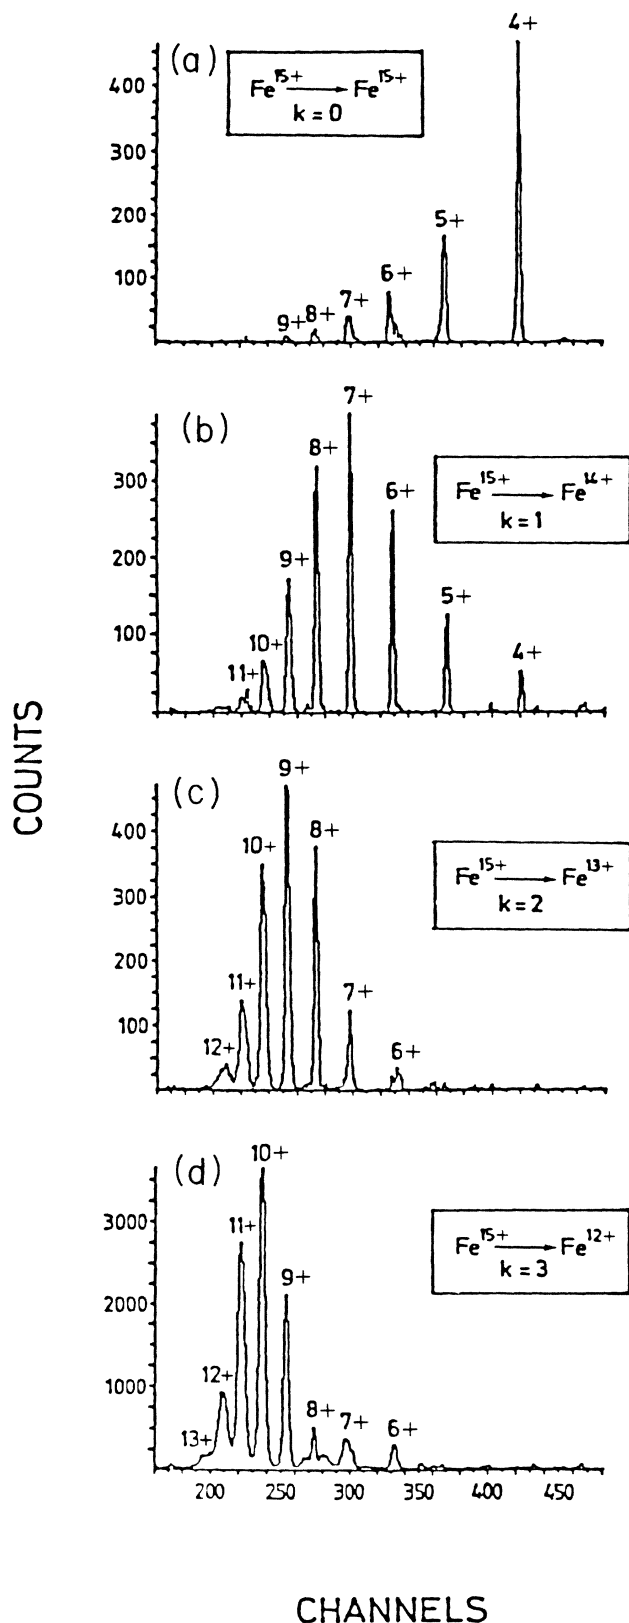 (a)
Fe¹⁵⁺ → Fe¹⁵⁺
k = 0
400
300
200
100
9+ 8+ 7+ 6+ 5+ 4+
(b)
Fe¹⁵⁺ → Fe¹⁴⁺
k = 1
300
200
100
11+ 10+ 9+ 8+ 7+ 6+ 5+ 4+
COUNTS
(c)
Fe¹⁵⁺ → Fe¹³⁺
k = 2
400
300
200
100
12+ 11+ 10+ 9+ 8+ 7+ 6+
(d)
Fe¹⁵⁺ → Fe¹²⁺
k = 3
3000
2000
1000
13+ 12+ 11+ 10+ 9+ 8+ 7+ 6+
200 250 300 350 400 450
CHANNELS